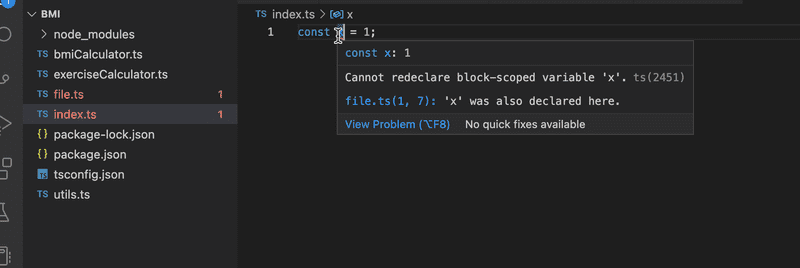 BMI
node_modules
TS bmiCalculator.ts
TS exerciseCalculator.ts
TS file.ts 1
TS index.ts 1
{} package-lock.json
{} package.json
tsconfig.json
TS utils.ts
TS index.ts > x
1 const x = 1;
const x: 1
Cannot redeclare block-scoped variable 'x'. ts(2451)
file.ts(1, 7): 'x' was also declared here.
View Problem (⌥F8) No quick fixes available